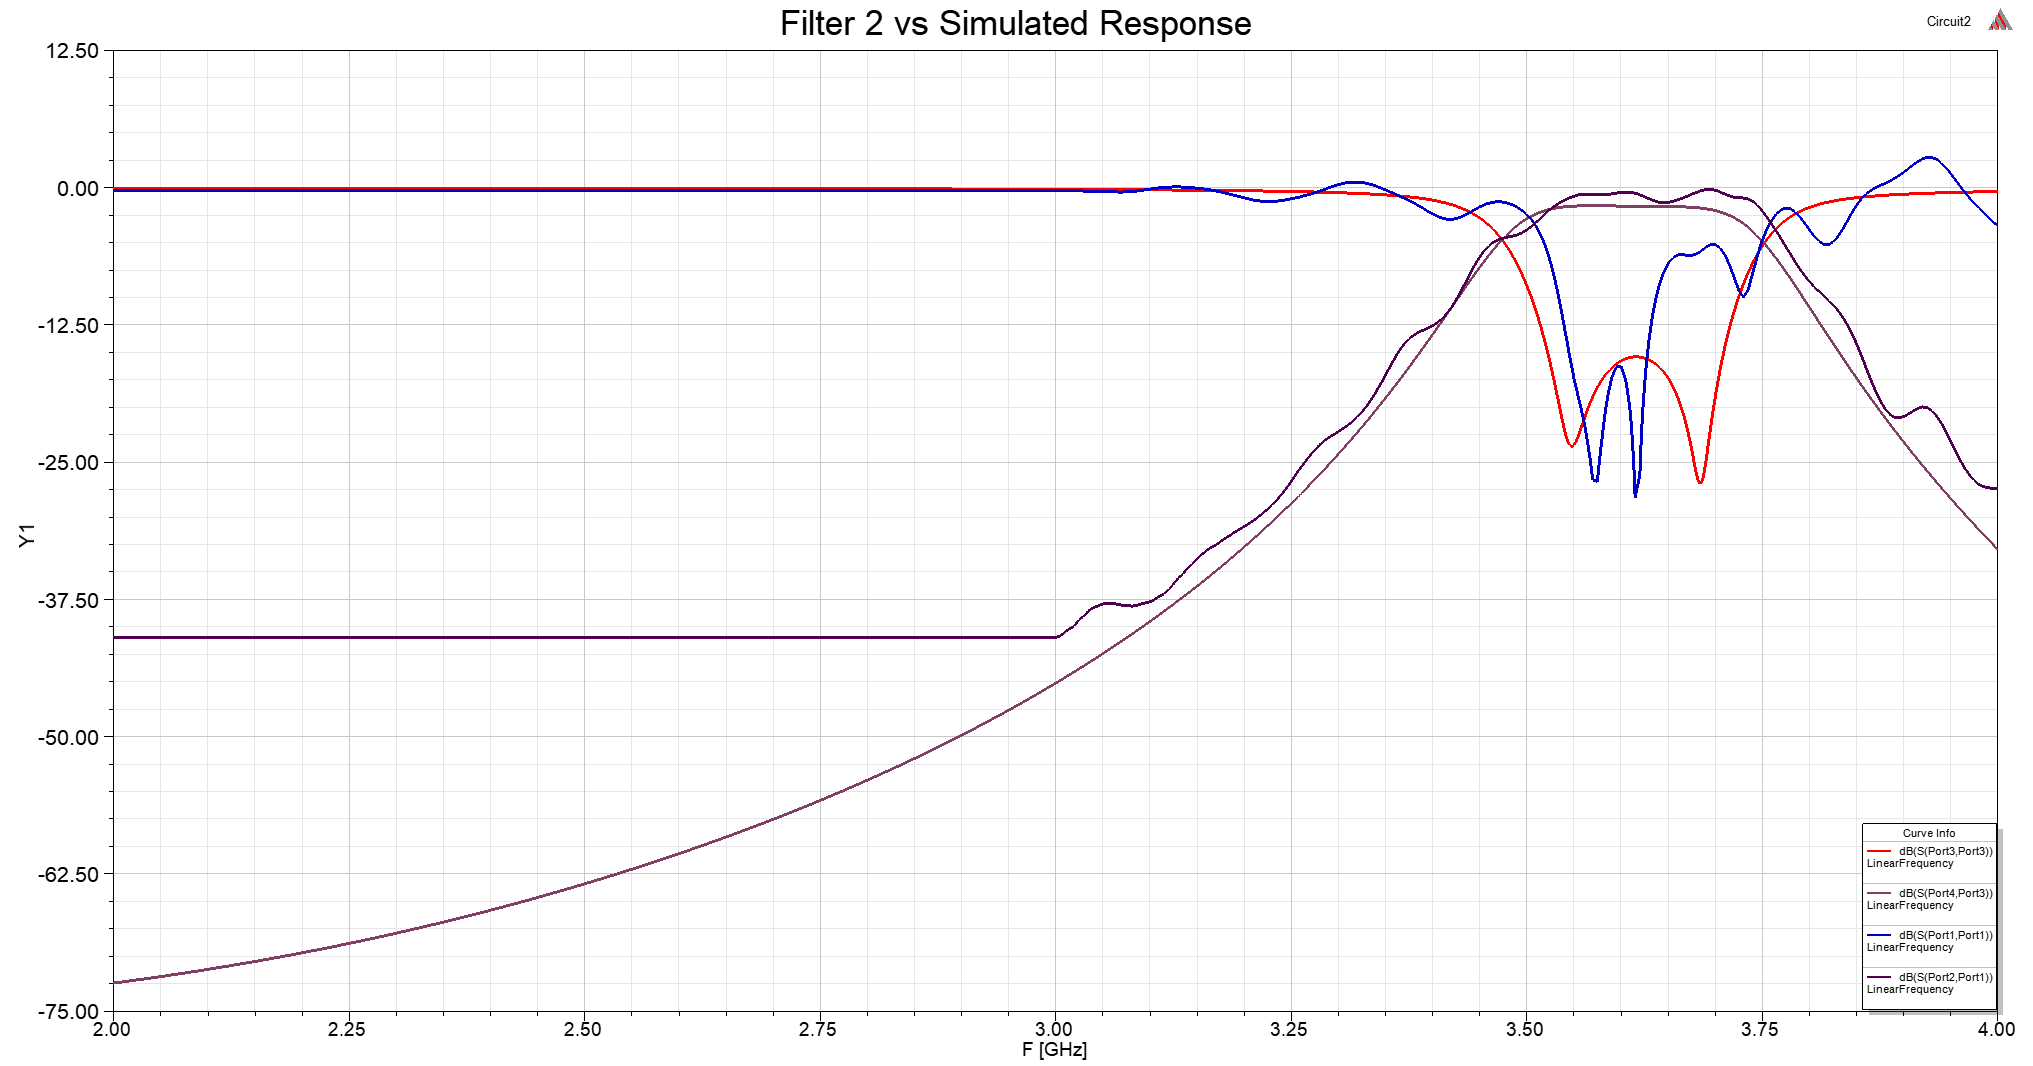 Filter 2 vs Simulated Response
Circuit2
12.50
0.00
-12.50
-25.00
-37.50
-50.00
-62.50
-75.00
Y1
2.00 2.25 2.50 2.75 3.00 3.25 3.50 3.75 4.00
F [GHz]
Curve Info
dB(S(Port3,Port3))
LinearFrequency
dB(S(Port4,Port3))
LinearFrequency
dB(S(Port1,Port1))
LinearFrequency
dB(S(Port2,Port1))
LinearFrequency